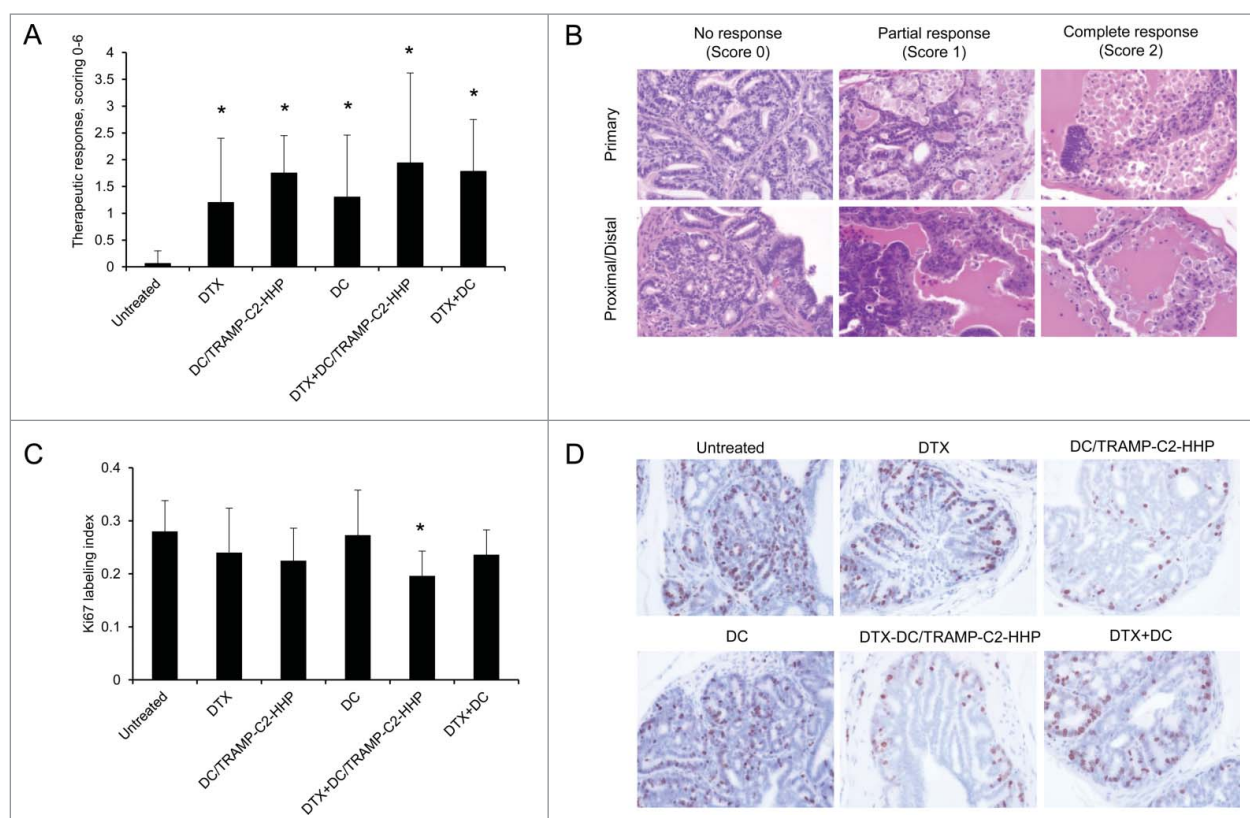 A
Therapeutic response, scoring 0-6
4
3.5
3
2.5
2
1.5
1
0.5
0
*
*
*
*
*
Untreated
DTX
DC/TRAMP-C2-HHP
DC
DTX+DC/TRAMP-C2-HHP
DTX+DC
B
No response
(Score 0)
Partial response
(Score 1)
Complete response
(Score 2)
Primary
Proximal/Distal
C
Ki67 labeling index
0.4
0.3
0.2
0.1
0
*
Untreated
DTX
DC/TRAMP-C2-HHP
DC
DTX+DC/TRAMP-C2-HHP
DTX+DC
D
Untreated
DTX
DC/TRAMP-C2-HHP
DC
DTX-DC/TRAMP-C2-HHP
DTX+DC